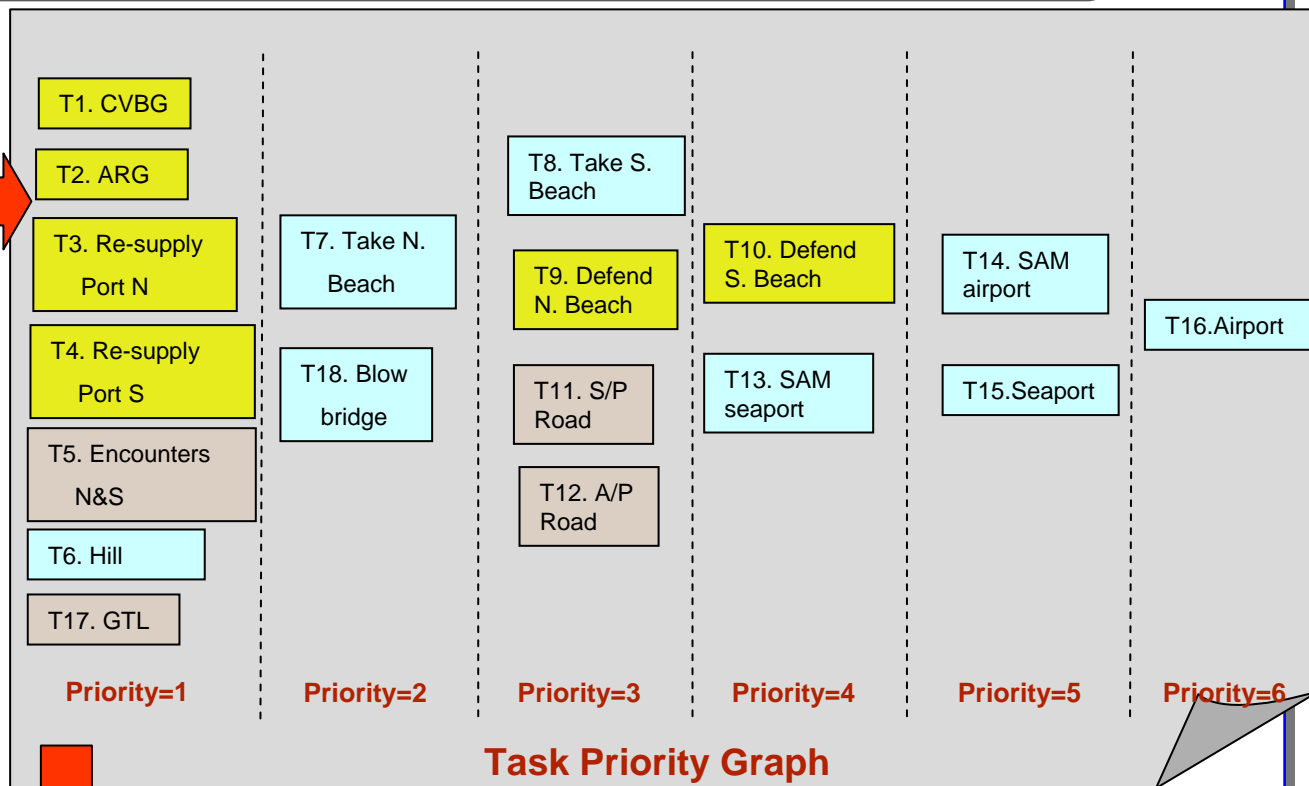 T1. CVBG
T2. ARG
T3. Re-supply
Port N
T4. Re-supply
Port S
T5. Encounters
N&S
T6. Hill
T17. GTL
Priority=1
T7. Take N.
Beach
T18. Blow
bridge
Priority=2
T8. Take S.
Beach
T9. Defend
N. Beach
T11. S/P
Road
T12. A/P
Road
Priority=3
T10. Defend
S. Beach
T13. SAM
seaport
Priority=4
T14. SAM
airport
T15.Seaport
Priority=5
T16.Airport
Priority=6
Task Priority Graph